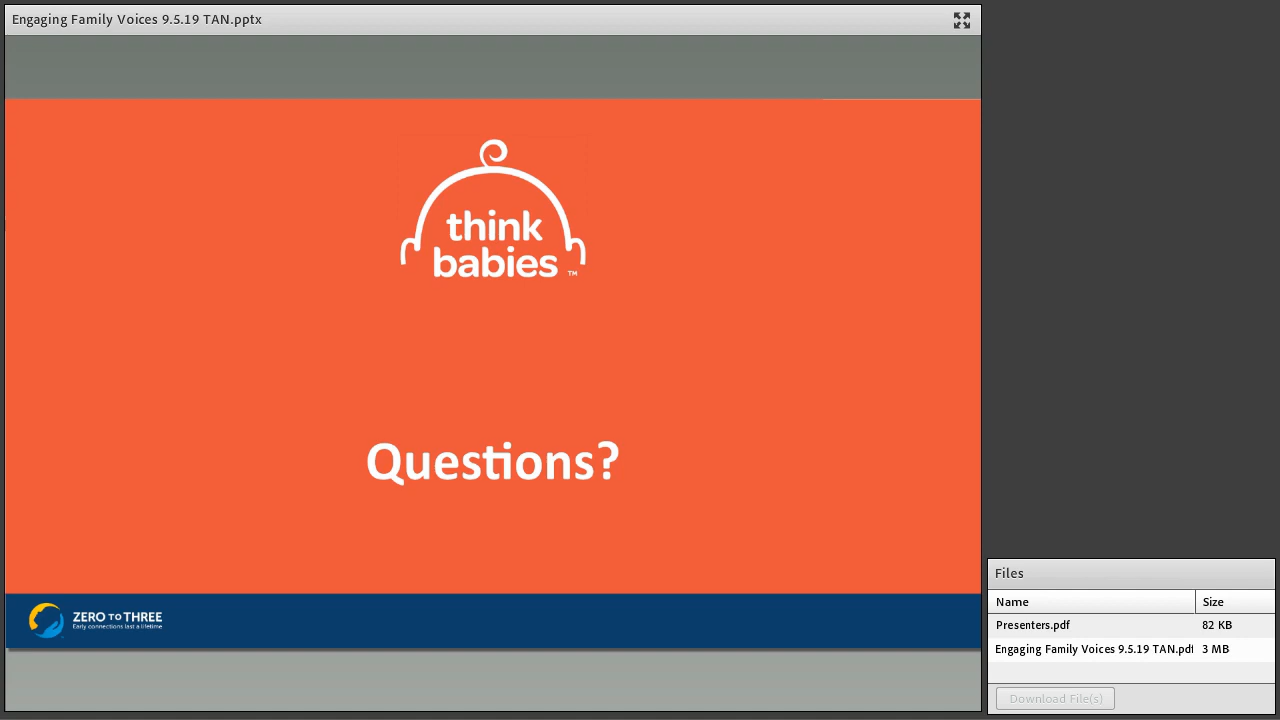 Engaging Family Voices 9.5.19 TAN.pptx
think
babies ™
Questions?
ZERO TO THREE
Early connections last a lifetime
Files
Name Size
Presenters.pdf 82 KB
Engaging Family Voices 9.5.19 TAN.pdf 3 MB
Download File(s)